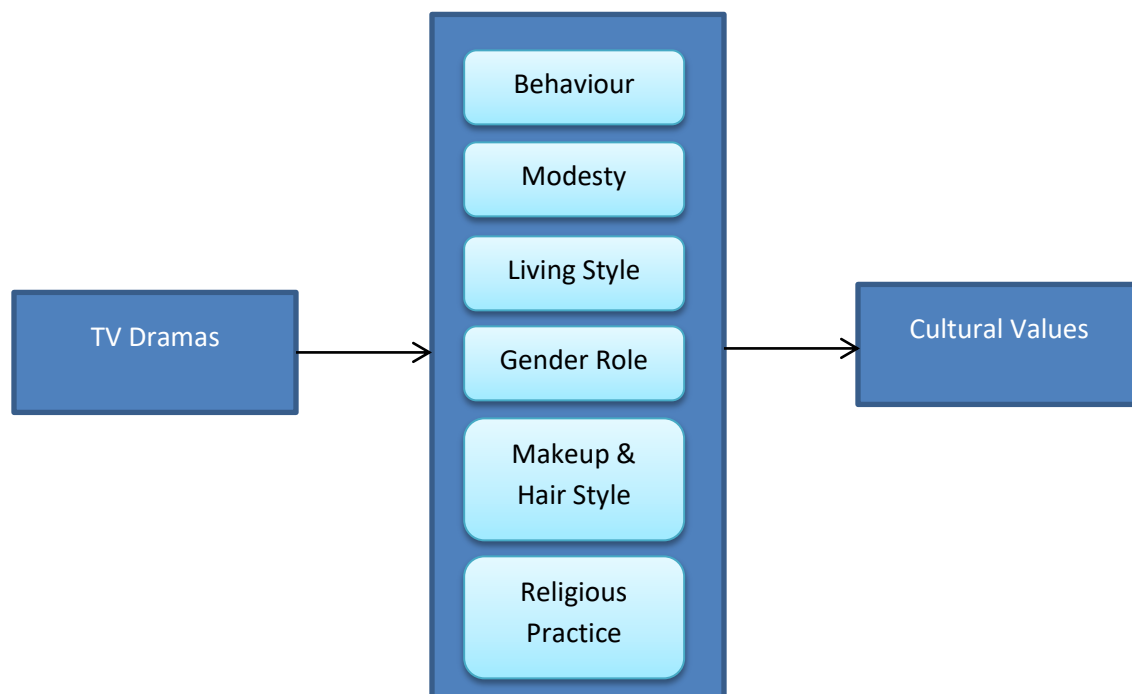 TV Dramas
Behaviour
Modesty
Living Style
Gender Role
Makeup &
Hair Style
Religious
Practice
Cultural Values